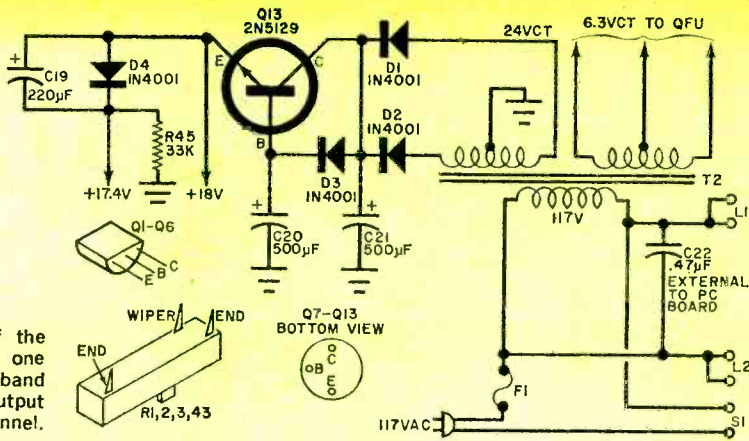 Q13
2N5129
24VCT
6.3VCT TO QFU
E
C
B
D1
1N4001
D2
1N4001
D4
1N4001
+
C19
220µF
R45
33K
+17.4V
+18V
D3
1N4001
T2
117V
L1
+
C20
500µF
+
C21
500µF
C22
.47µF
EXTERNAL
TO PC
BOARD
Q1-Q6
C
B
E
Q7-Q13
BOTTOM VIEW
C
B
E
WIPER
END
END
R1,2,3,43
f the
one
band
utput
nnel.
L2
F1
S1
117VAC